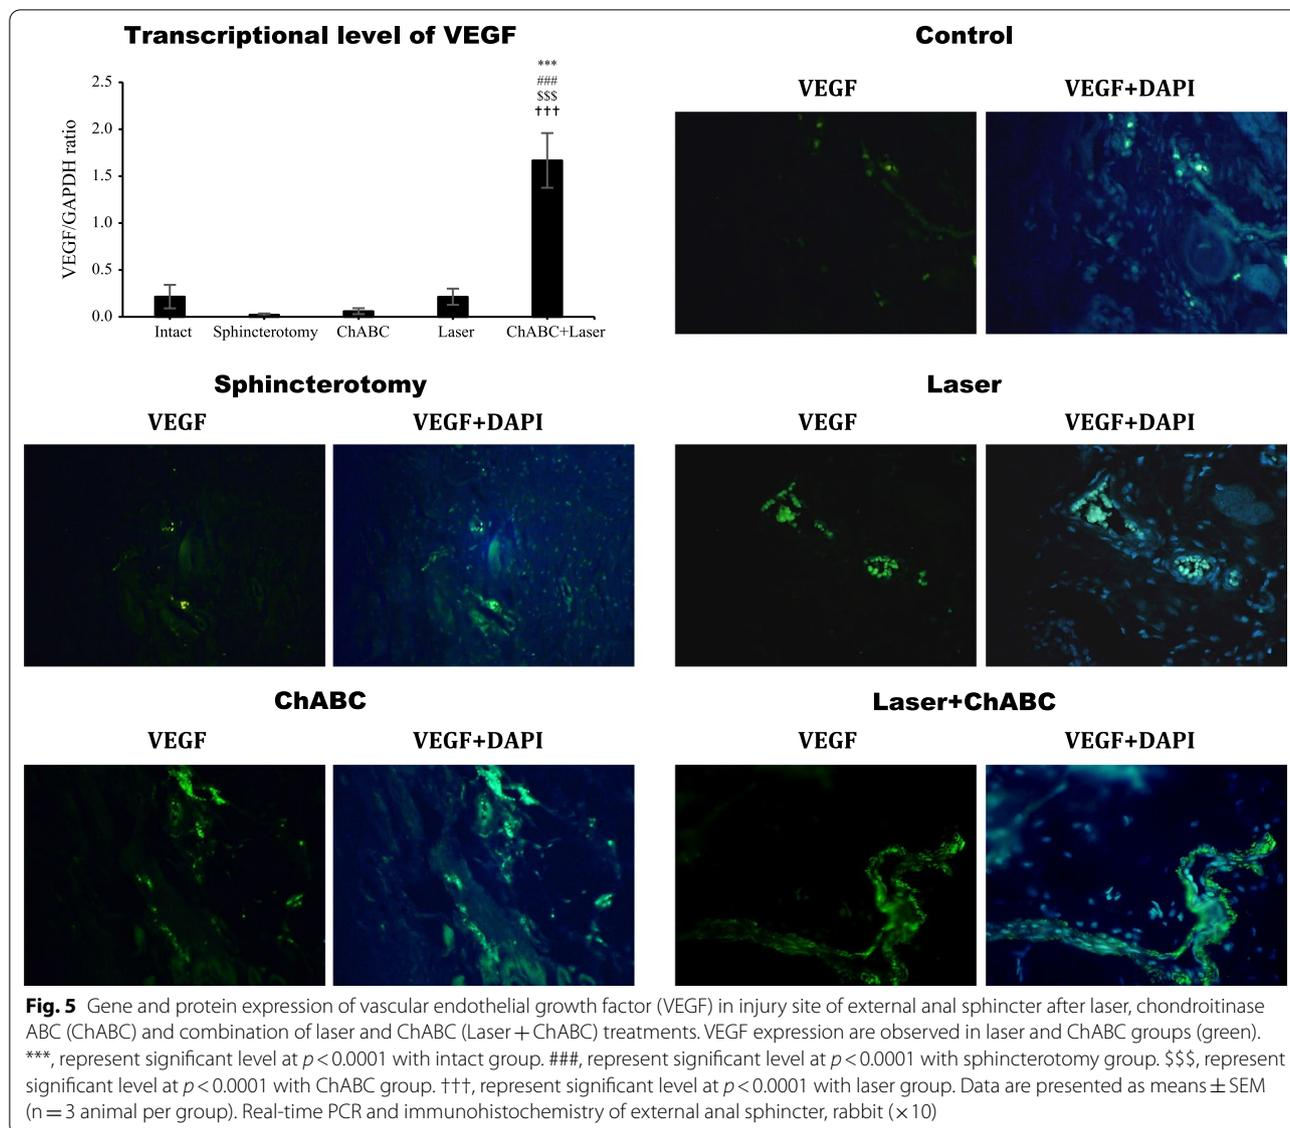 Transcriptional level of VEGF
***
###
$$$
†††
2.5
2.0
1.5
1.0
0.5
0.0
VEGF/GAPDH ratio
Intact Sphincterotomy ChABC Laser ChABC+Laser
Control
VEGF VEGF+DAPI
Sphincterotomy
VEGF VEGF+DAPI
Laser
VEGF VEGF+DAPI
ChABC
VEGF VEGF+DAPI
Laser+ChABC
VEGF VEGF+DAPI
Fig. 5 Gene and protein expression of vascular endothelial growth factor (VEGF) in injury site of external anal sphincter after laser, chondroitinase
ABC (ChABC) and combination of laser and ChABC (Laser + ChABC) treatments. VEGF expression are observed in laser and ChABC groups (green).
***, represent significant level at p < 0.0001 with intact group. ###, represent significant level at p < 0.0001 with sphincterotomy group. $$$, represent
significant level at p < 0.0001 with ChABC group. †††, represent significant level at p < 0.0001 with laser group. Data are presented as means ± SEM
(n = 3 animal per group). Real-time PCR and immunohistochemistry of external anal sphincter, rabbit (× 10)